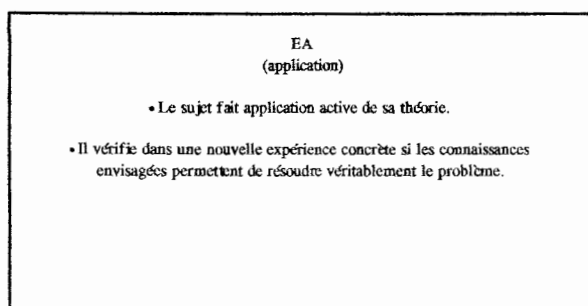 EA
(application)
• Le sujet fait application active de sa théorie.
• Il vérifie dans une nouvelle expérience concrète si les connaissances
envisagées permettent de résoudre véritablement le problème.